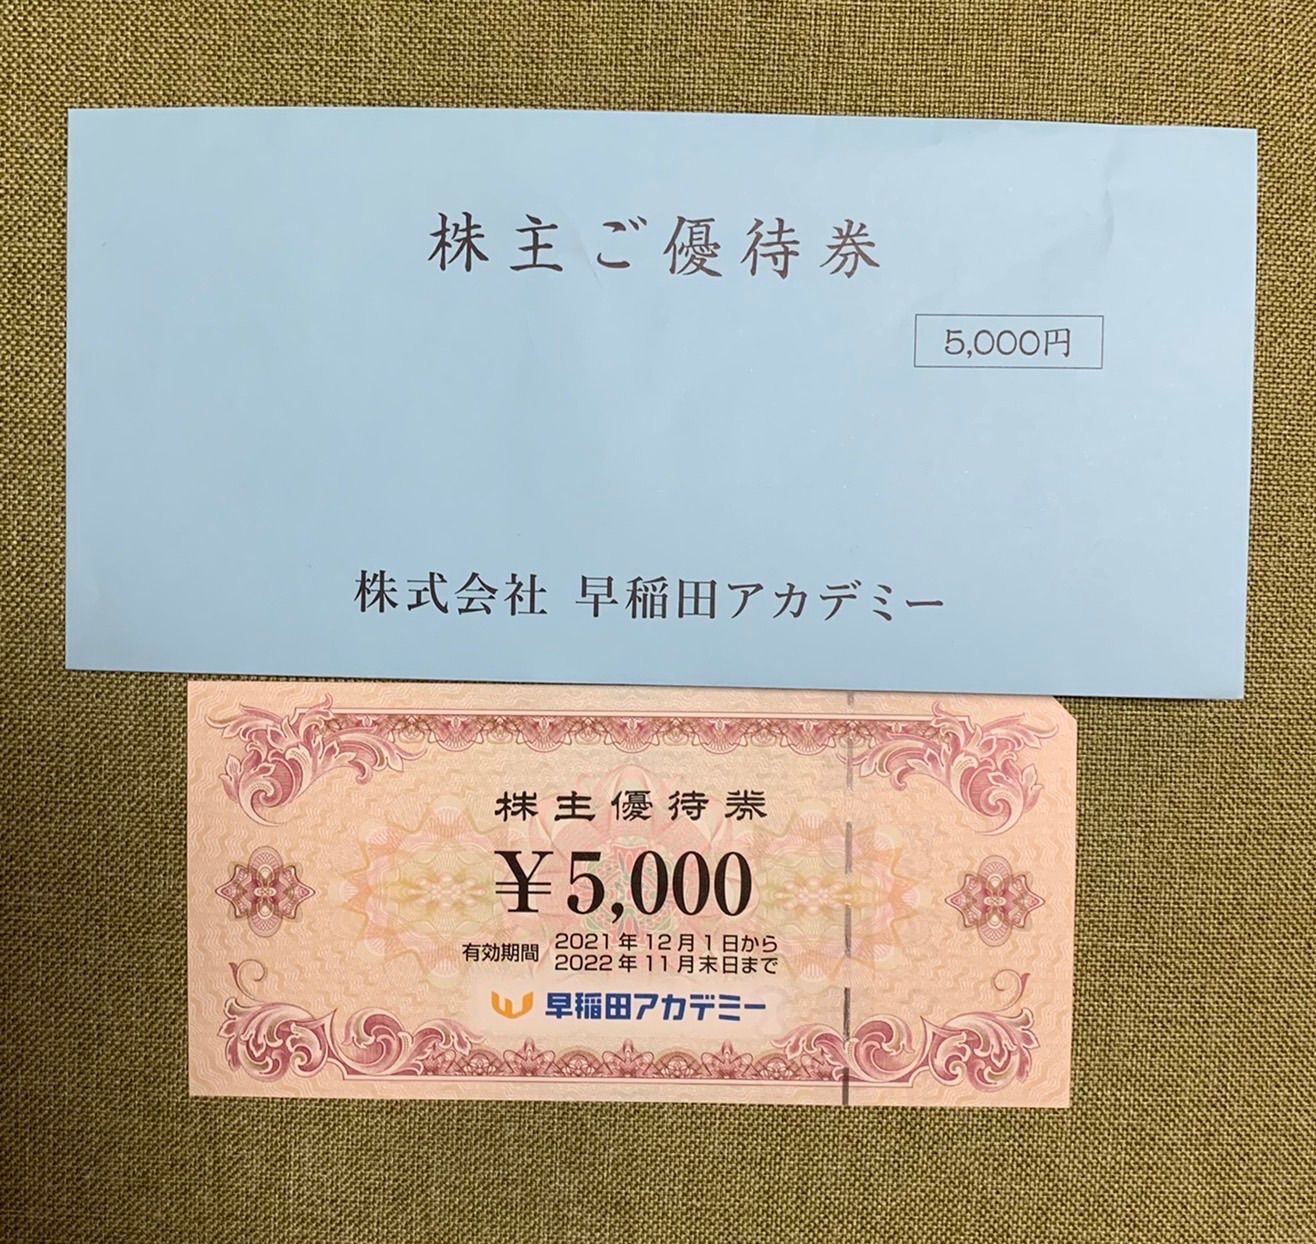 株主ご優待券
5,000円
株式会社 早稲田アカデミー
株主優待券
¥5,000
有効期間 2021年12月1日から
2022年11月末日まで
早稲田アカデミー